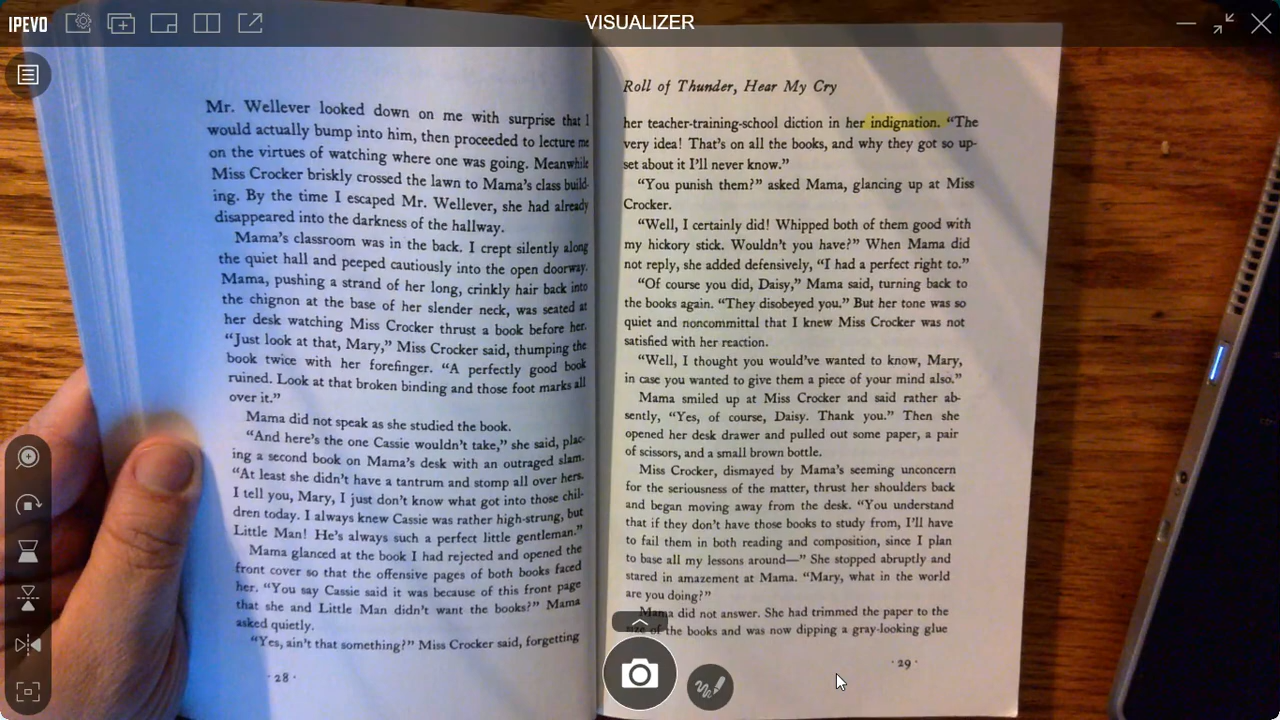 IPEVO
VISUALIZER
Mr. Wellever looked down on me with surprise that I
would actually bump into him, then proceeded to lecture me
on the virtues of watching where one was going. Meanwhile
Miss Crocker briskly crossed the lawn to Mama's class build-
ing. By the time I escaped Mr. Wellever, she had already
disappeared into the darkness of the hallway.
Mama's classroom was in the back. I crept silently along
the quiet hall and peeped cautiously into the open doorway.
Mama, pushing a strand of her long, crinkly hair back into
the chignon at the base of her slender neck, was seated at
her desk watching Miss Crocker thrust a book before her.
"Just look at that, Mary," Miss Crocker said, thumping the
book twice with her forefinger. "A perfectly good book
ruined. Look at that broken binding and those foot marks all
over it."
Mama did not speak as she studied the book.
"And here's the one Cassie wouldn't take," she said, plac-
ing a second book on Mama's desk with an outraged slam.
"At least she didn't have a tantrum and stomp all over hers.
I tell you, Mary, I just don't know what got into those chil-
dren today. I always knew Cassie was rather high-strung, but
Little Man! He's always such a perfect little gentleman."
Mama glanced at the book I had rejected and opened the
front cover so that the offensive pages of both books faced
her. "You say Cassie said it was because of this front page
that she and Little Man didn't want the books?" Mama
asked quietly.
"Yes, ain't that something?" Miss Crocker said, forgetting
· 28 ·
Roll of Thunder, Hear My Cry
her teacher-training-school diction in her indignation. "The
very idea! That's on all the books, and why they got so up-
set about it I'll never know."
"You punish them?" asked Mama, glancing up at Miss
Crocker.
"Well, I certainly did! Whipped both of them good with
my hickory stick. Wouldn't you have?" When Mama did
not reply, she added defensively, "I had a perfect right to."
"Of course you did, Daisy," Mama said, turning back to
the books again. "They disobeyed you." But her tone was so
quiet and noncommittal that I knew Miss Crocker was not
satisfied with her reaction.
"Well, I thought you would've wanted to know, Mary,
in case you wanted to give them a piece of your mind also."
Mama smiled up at Miss Crocker and said rather ab-
sently, "Yes, of course, Daisy. Thank you." Then she
opened her desk drawer and pulled out some paper, a pair
of scissors, and a small brown bottle.
Miss Crocker, dismayed by Mama's seeming unconcern
for the seriousness of the matter, thrust her shoulders back
and began moving away from the desk. "You understand
that if they don't have those books to study from, I'll have
to fail them in both reading and composition, since I plan
to base all my lessons around—" She stopped abruptly and
stared in amazement at Mama. "Mary, what in the world
are you doing?"
Mama did not answer. She had trimmed the paper to the
size of the books and was now dipping a gray-looking glue
· 29 ·